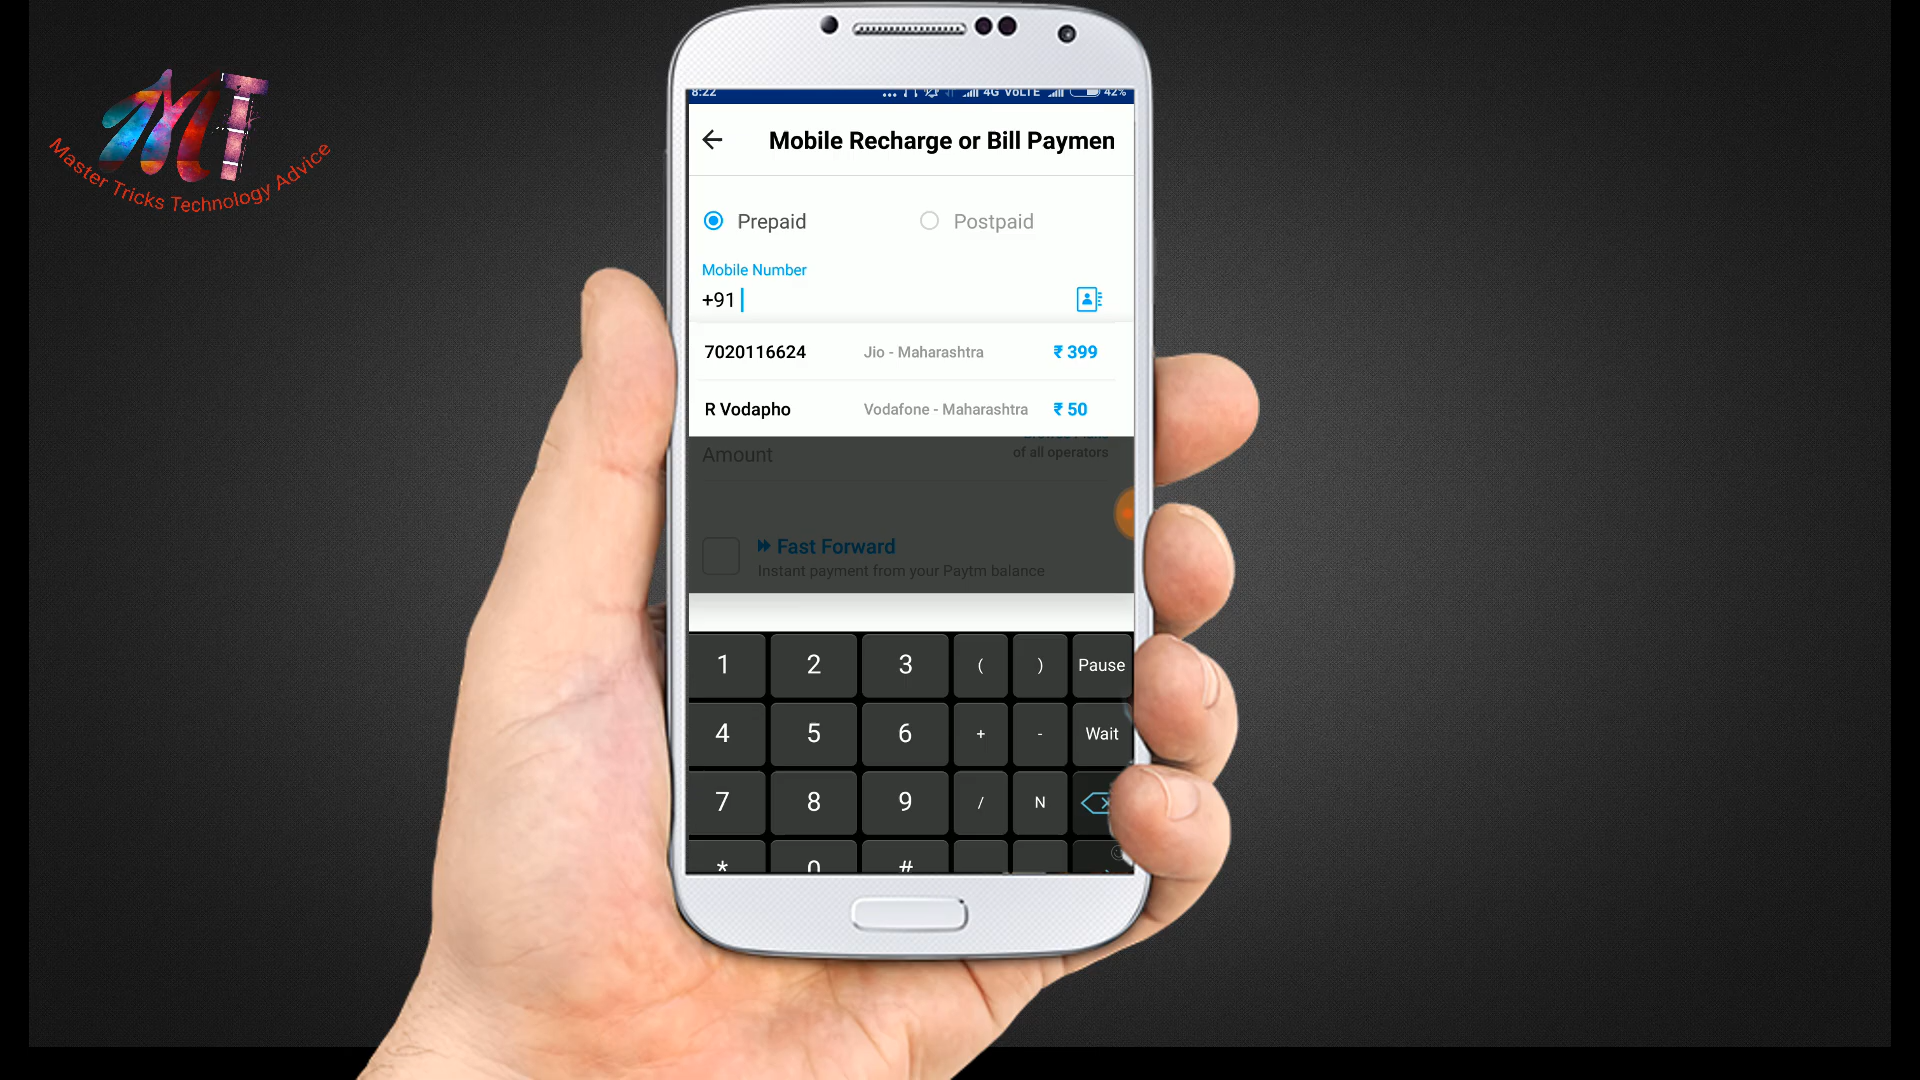 Master Tricks Technology Advice
8:22
4G VoLTE
42%
Mobile Recharge or Bill Paymen
Prepaid
Postpaid
Mobile Number
+91
7020116624 Jio - Maharashtra ₹ 399
R Vodapho Vodafone - Maharashtra ₹ 50
Amount
of all operators
Fast Forward
Instant payment from your Paytm balance
1 2 3 ( ) Pause
4 5 6 + - Wait
7 8 9 / N
* 0 #